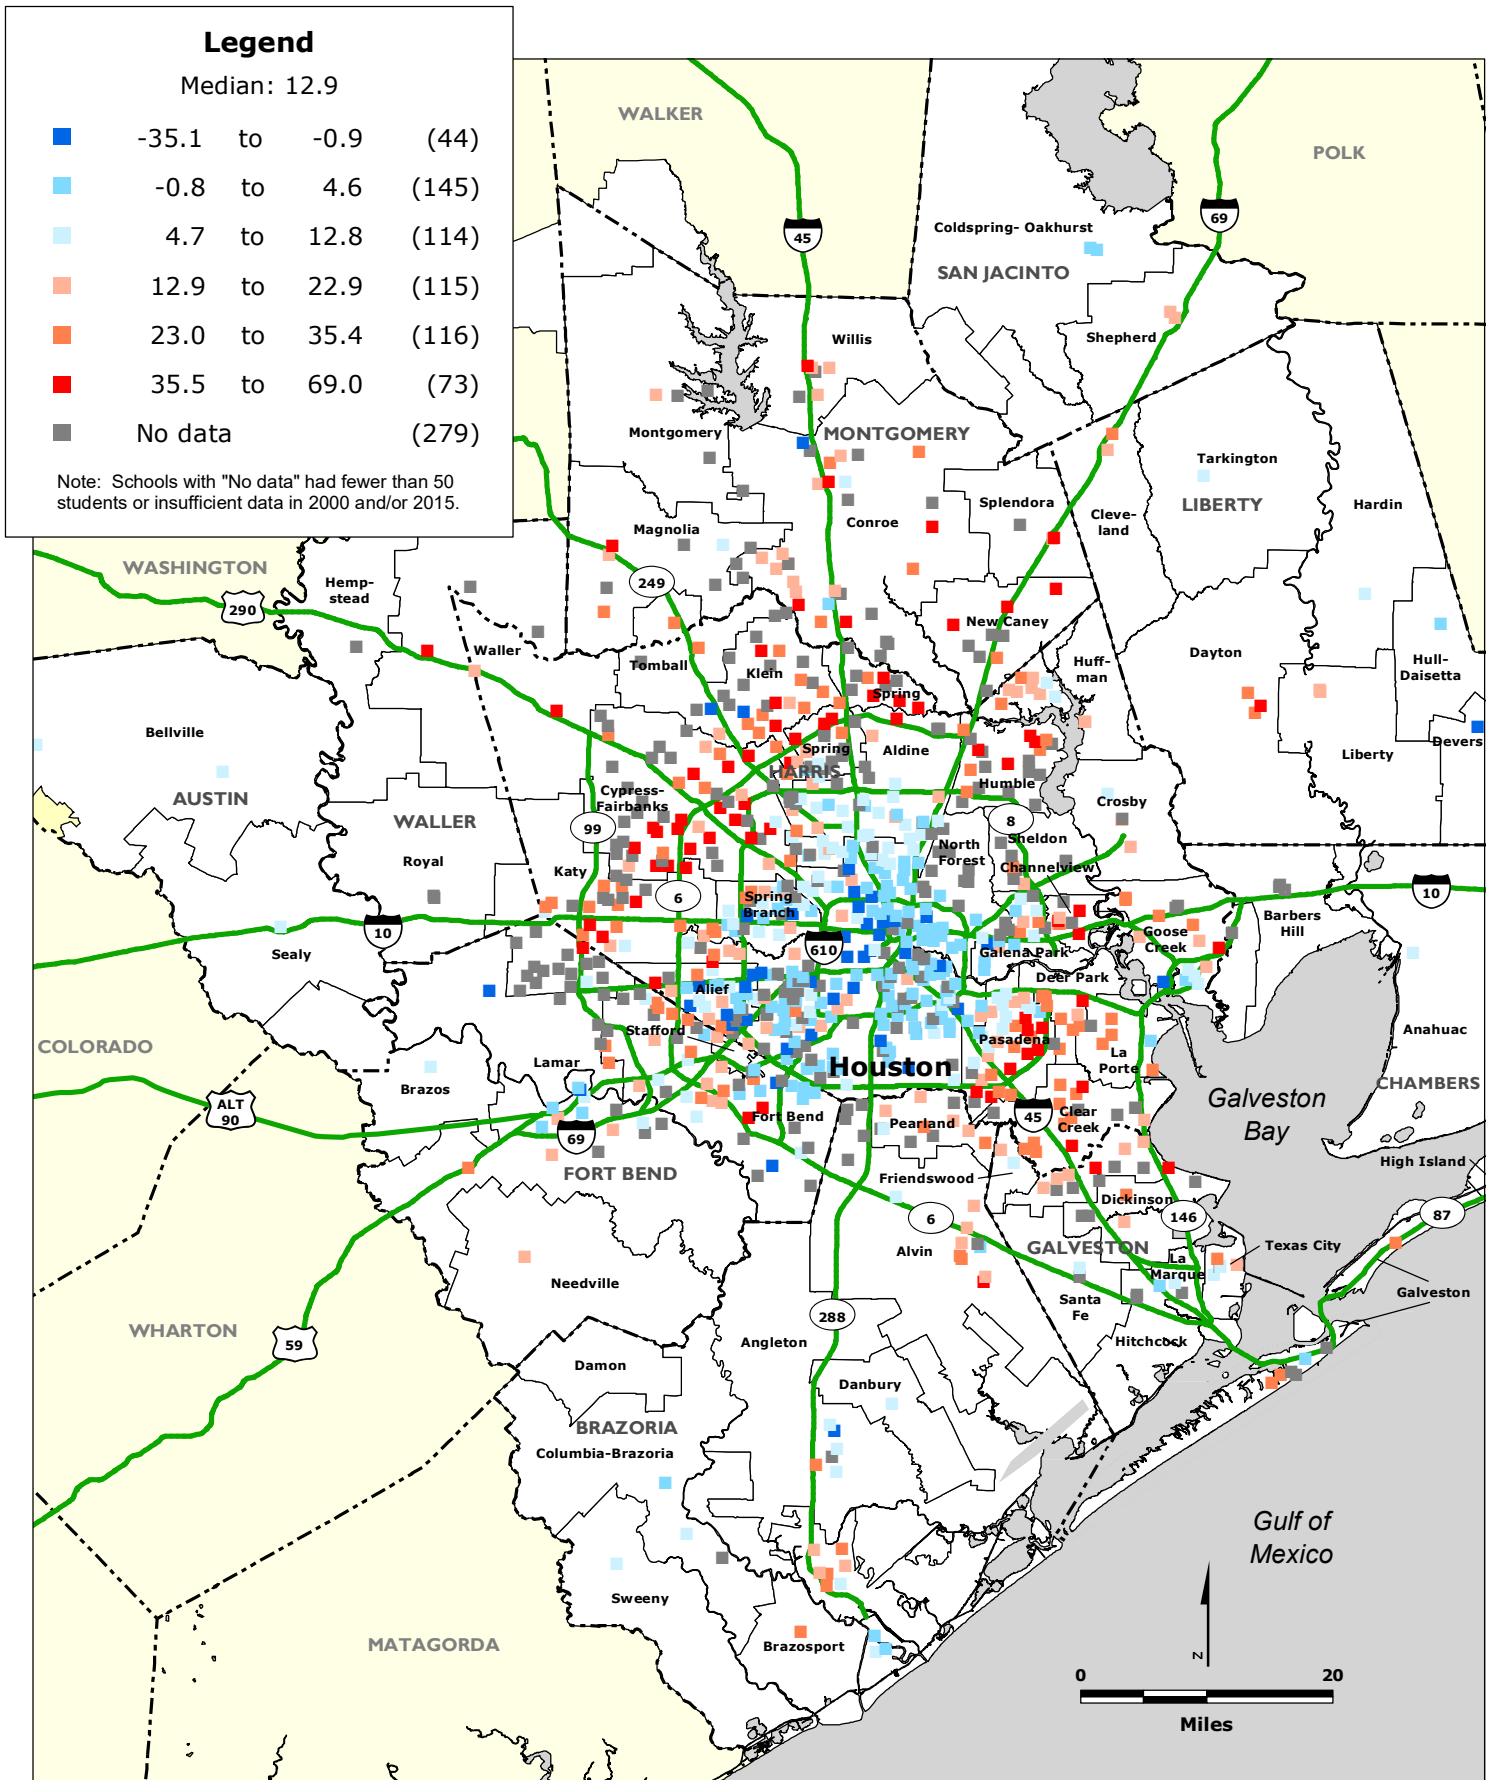 Legend
Median: 12.9
-35.1 to -0.9 (44)
-0.8 to 4.6 (145)
4.7 to 12.8 (114)
12.9 to 22.9 (115)
23.0 to 35.4 (116)
35.5 to 69.0 (73)
No data (279)
Note: Schools with "No data" had fewer than 50
students or insufficient data in 2000 and/or 2015.
WALKER
POLK
69
45
Coldspring- Oakhurst
SAN JACINTO
Shepherd
Willis
Montgomery
MONTGOMERY
Tarkington
LIBERTY
Hardin
Splendora
Cleve-
land
Conroe
Magnolia
WASHINGTON
290
Hemp-
stead
249
New Caney
Waller
Tomball
Klein
Huff-
man
Dayton
Hull-
Daisetta
Spring
Bellville
Spring
Aldine
Liberty
Devers
HARRIS
Humble
AUSTIN
Cypress-
Fairbanks
Crosby
WALLER
99
8
Sheldon
North
Forest
Royal
Katy
Channelview
6
Spring
Branch
10
Barbers
Hill
10
Goose
Creek
610
Sealy
Galena Park
Deer Park
Alief
Stafford
Pasadena
Anahuac
COLORADO
Lamar
Houston
La
Porte
Brazos
CHAMBERS
ALT
90
Galveston
Bay
45
Clear
Creek
Fort Bend
Pearland
69
FORT BEND
Friendswood
High Island
Dickinson
6
146
87
Alvin
GALVESTON
Texas City
La
Marque
Needville
Galveston
Santa
Fe
288
WHARTON
59
Angleton
Hitchcock
Damon
Danbury
BRAZORIA
Columbia-Brazoria
Gulf of
Mexico
Sweeny
MATAGORDA
Brazosport
N
0 20
Miles